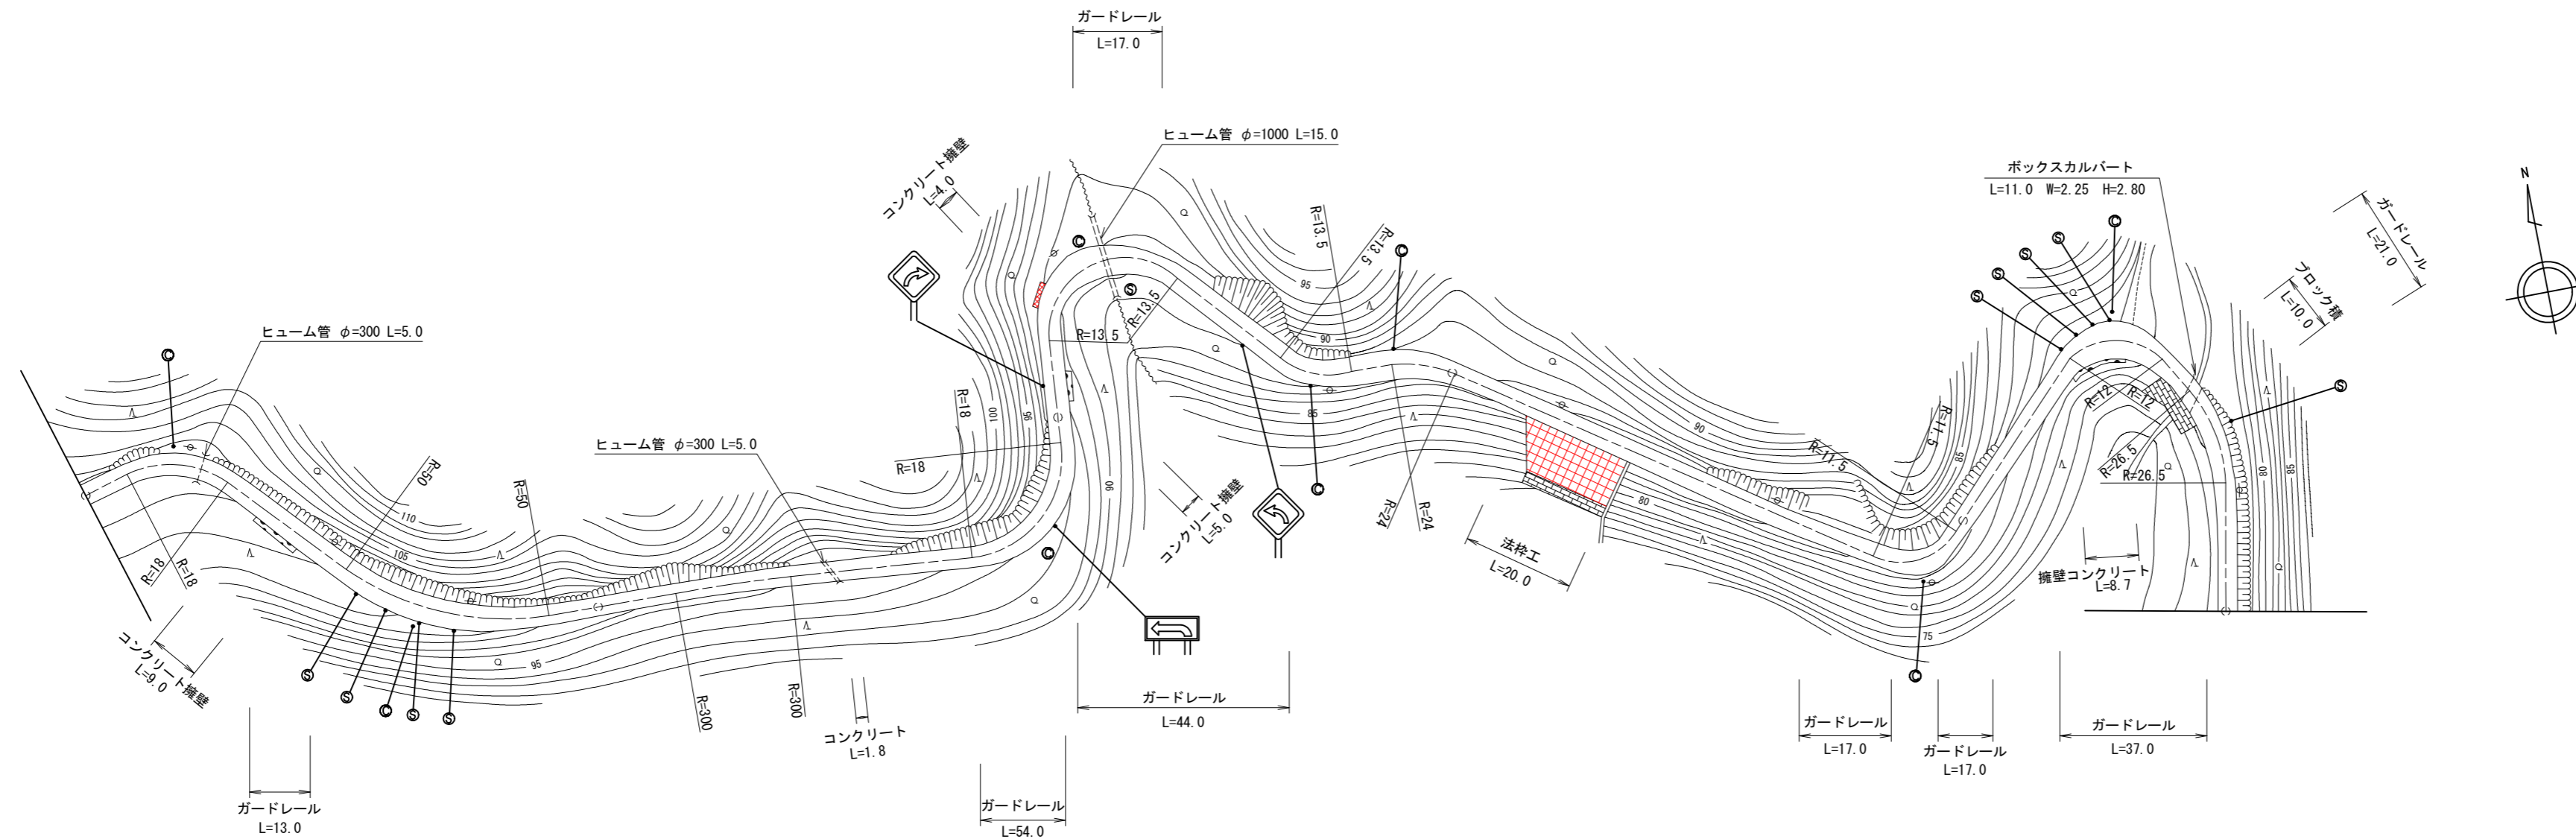 ガードレール
L=17.0
ヒューム管 φ=1000 L=15.0
コンクリート擁壁
L=4.0
ボックスカルバート
L=11.0 W=2.25 H=2.80
N
ガードレール
L=21.0
ブロック積
L=10.0
R=13.5
R=13.5
95
90
R=13.5
R=13.5
C
S
C
S
S
S
S
C
S
ヒューム管 φ=300 L=5.0
C
ヒューム管 φ=300 L=5.0
R=18
R=18
100
95
90
85
90
R=11.5
R=11.5
85
R=12
R=12
R=26.5
R=26.5
80
85
R=50
R=50
110
105
R=18
R=18
C
コンクリート擁壁
L=5.0
C
R=24
R=24
80
法枠工
L=20.0
擁壁コンクリート
L=8.7
75
C
コンクリート擁壁
L=9.0
S
S
C
S
S
95
R=300
R=300
コンクリート
L=1.8
ガードレール
L=44.0
ガードレール
L=17.0
ガードレール
L=17.0
ガードレール
L=37.0
ガードレール
L=13.0
ガードレール
L=54.0